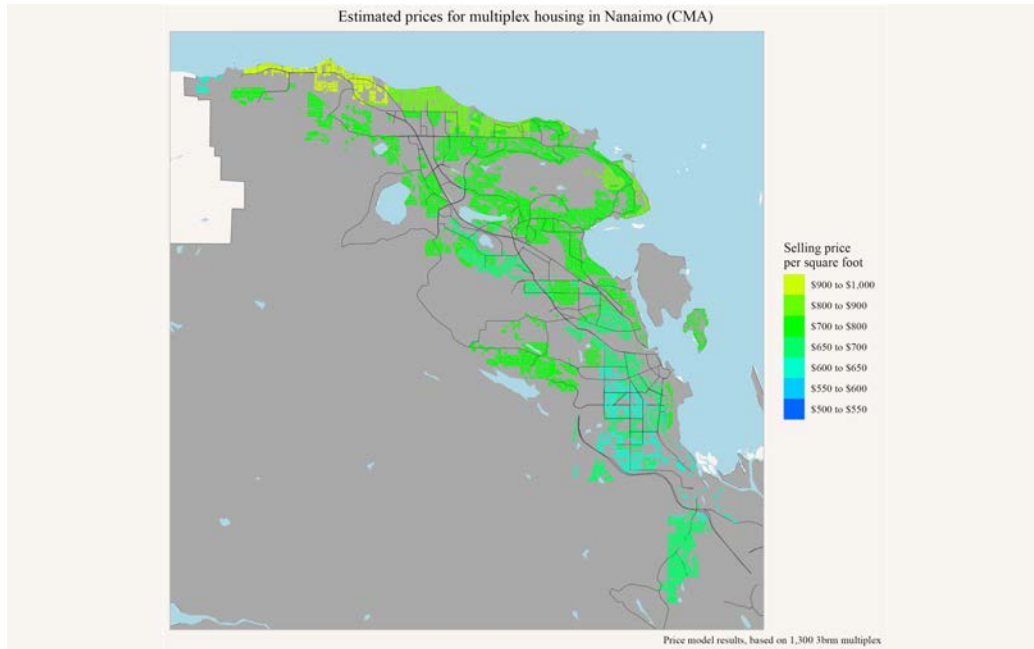 Estimated prices for multiplex housing in Nanaimo (CMA)
Selling price
per square foot
$900 to $1,000
$800 to $900
$700 to $800
$650 to $700
$600 to $650
$550 to $600
$500 to $550
Price model results, based on 1,300 3brm multiplex